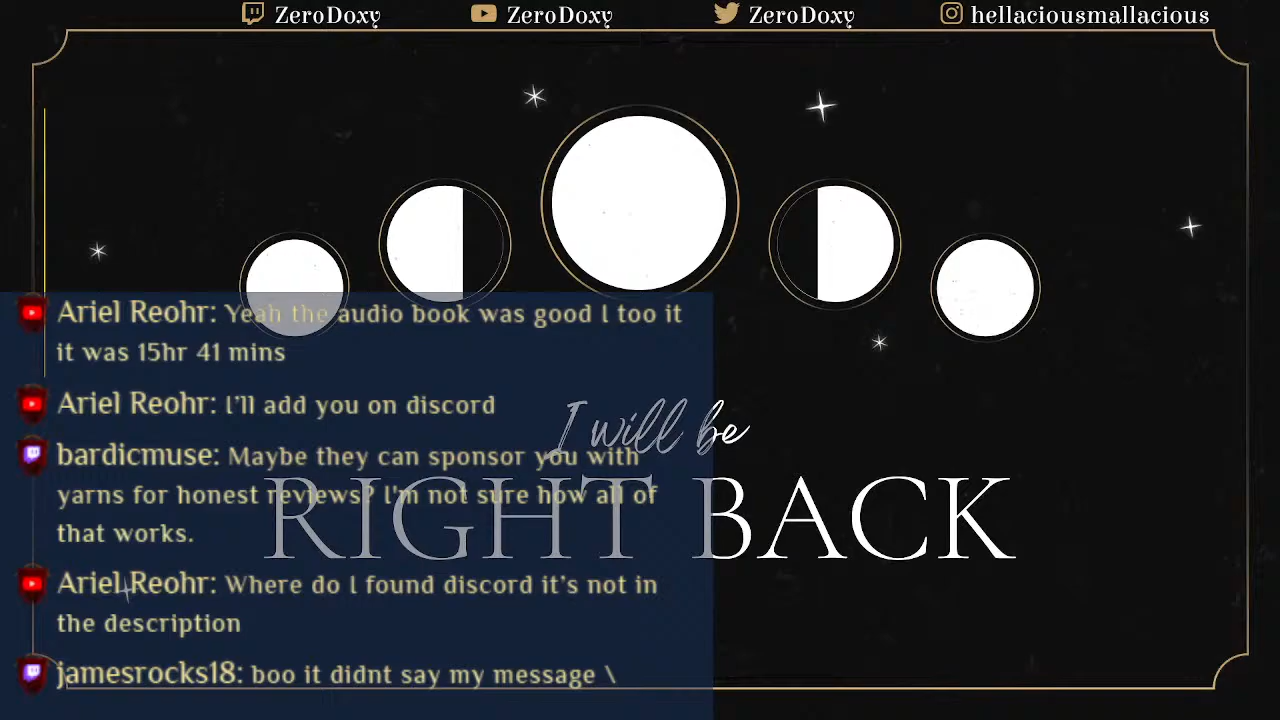 ZeroDoxy ZeroDoxy ZeroDoxy hellaciousmallacious
Ariel Reohr: Yeah the audio book was good I too it
it was 15hr 41 mins
Ariel Reohr: I'll add you on discord
bardicmuse: Maybe they can sponsor you with
yarns for honest reviews? I'm not sure how all of
that works.
Ariel Reohr: Where do I found discord it's not in
the description
jamesrocks18: boo it didnt say my message \
I will be
RIGHT BACK